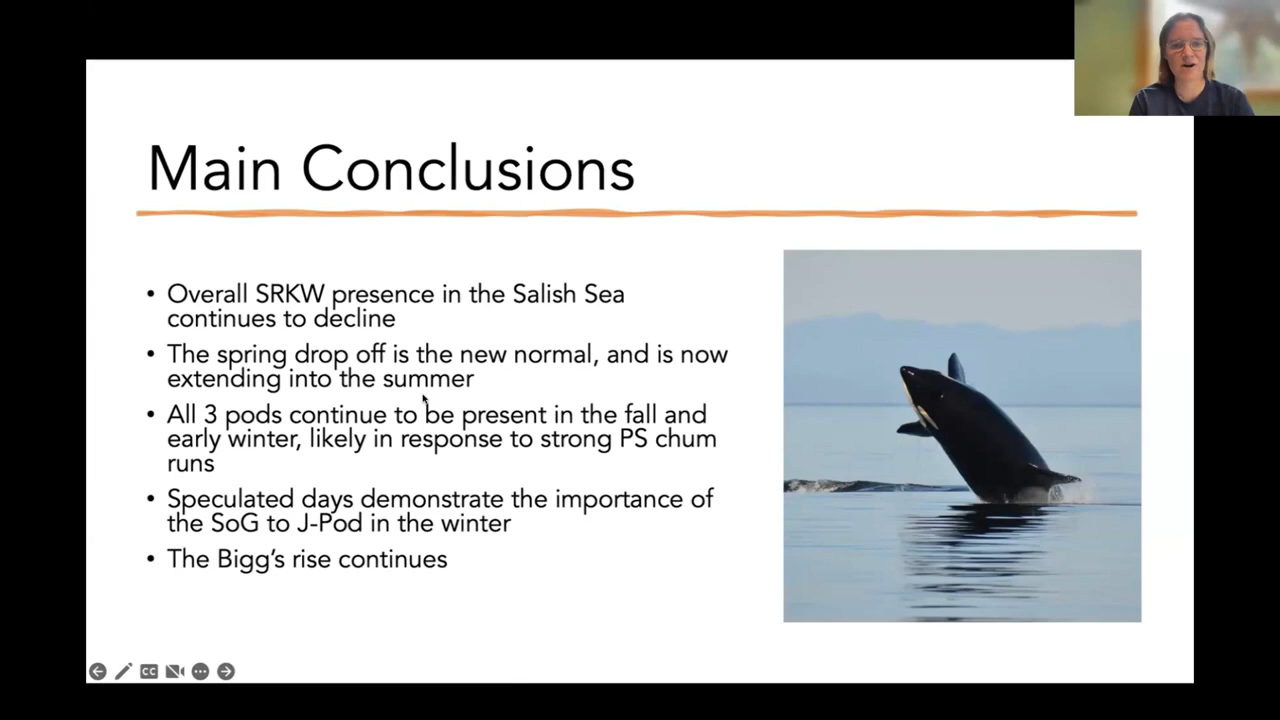 Main Conclusions
• Overall SRKW presence in the Salish Sea
continues to decline
• The spring drop off is the new normal, and is now
extending into the summer
• All 3 pods continue to be present in the fall and
early winter, likely in response to strong PS chum
runs
• Speculated days demonstrate the importance of
the SoG to J-Pod in the winter
• The Bigg's rise continues
CC